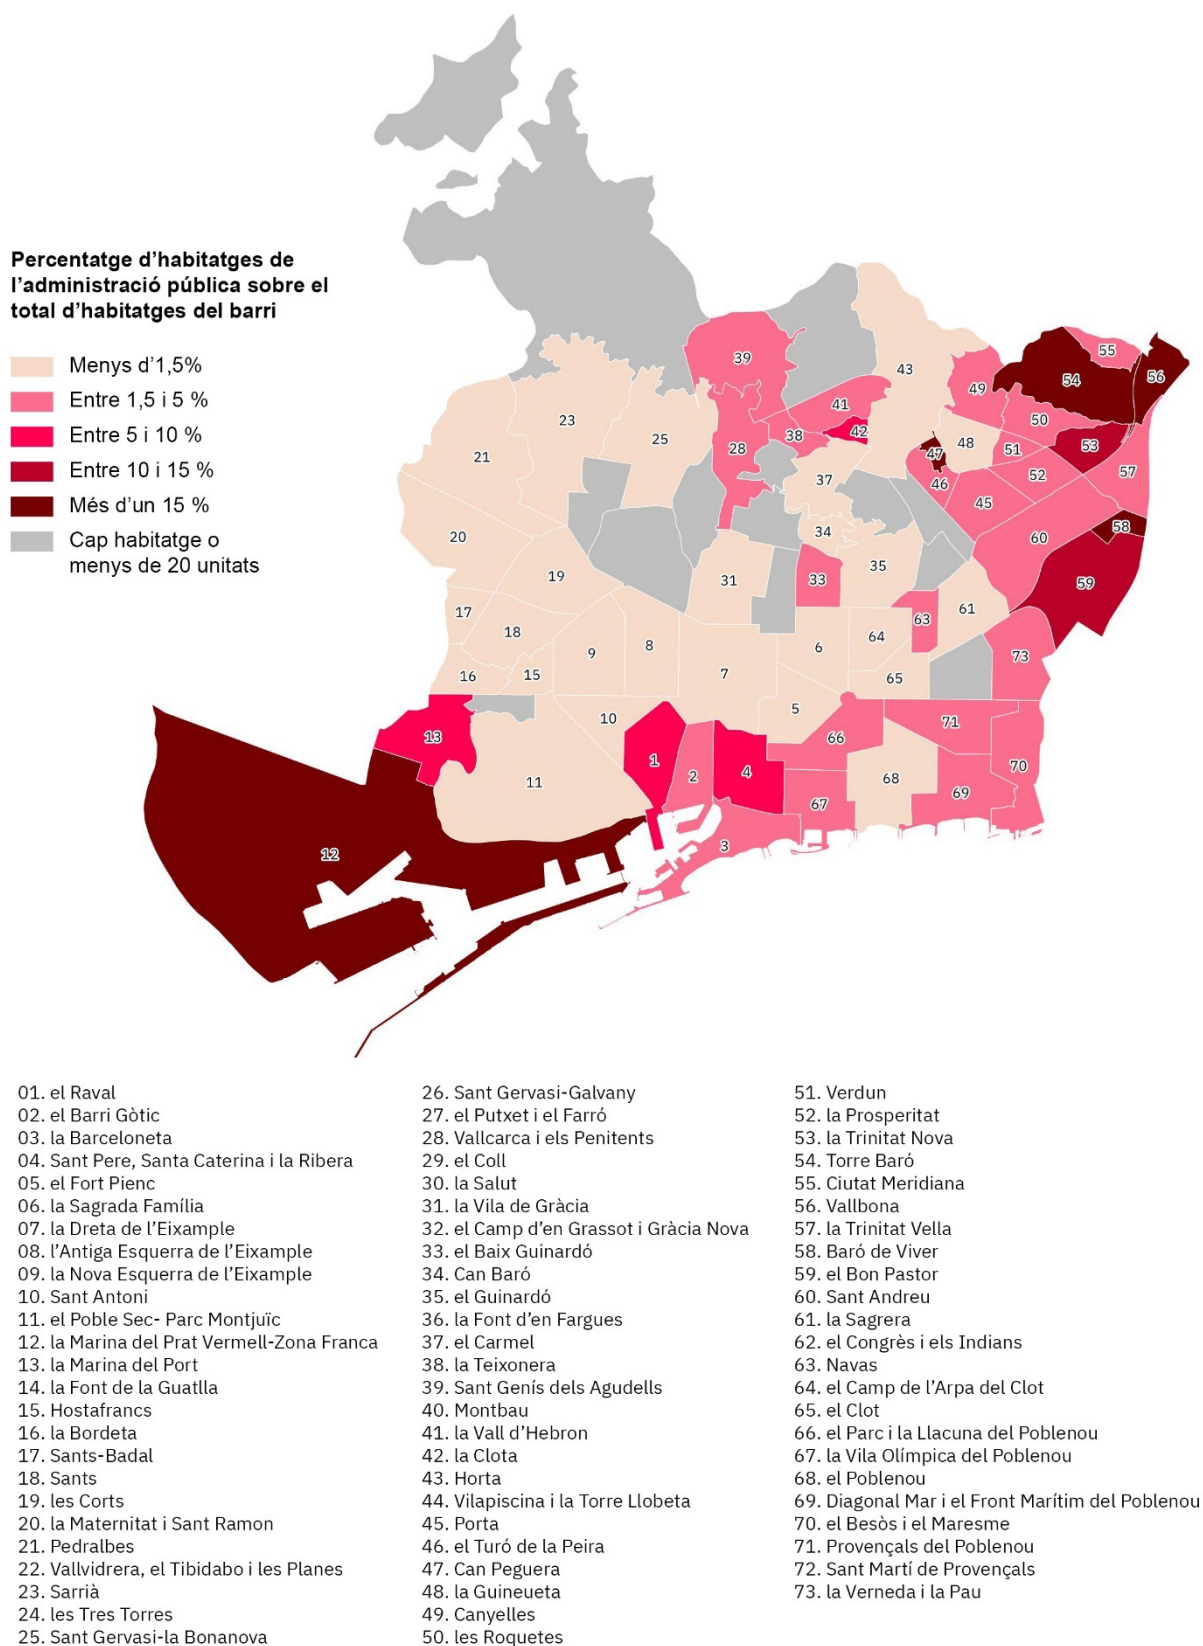 Percentatge d'habitatges de
l'administració pública sobre el
total d'habitatges del barri
Menys d'1,5%
Entre 1,5 i 5 %
Entre 5 i 10 %
Entre 10 i 15 %
Més d'un 15 %
Cap habitatge o
menys de 20 unitats
39
43
55
54
56
49
41
50
23
42
38
25
28
47
48
51
53
21
52
57
46
37
45
20
58
34
60
35
19
31
33
59
17
61
63
18
64
6
8
9
73
16
15
7
65
5
10
71
13
66
1
70
4
2
68
11
69
67
3
12
01. el Raval
02. el Barri Gòtic
03. la Barceloneta
04. Sant Pere, Santa Caterina i la Ribera
05. el Fort Pienc
06. la Sagrada Família
07. la Dreta de l'Eixample
08. l'Antiga Esquerra de l'Eixample
09. la Nova Esquerra de l'Eixample
10. Sant Antoni
11. el Poble Sec- Parc Montjuïc
12. la Marina del Prat Vermell-Zona Franca
13. la Marina del Port
14. la Font de la Guatlla
15. Hostafrancs
16. la Bordeta
17. Sants-Badal
18. Sants
19. les Corts
20. la Maternitat i Sant Ramon
21. Pedralbes
22. Vallvidrera, el Tibidabo i les Planes
23. Sarrià
24. les Tres Torres
25. Sant Gervasi-la Bonanova
26. Sant Gervasi-Galvany
27. el Putxet i el Farró
28. Vallcarca i els Penitents
29. el Coll
30. la Salut
31. la Vila de Gràcia
32. el Camp d'en Grassot i Gràcia Nova
33. el Baix Guinardó
34. Can Baró
35. el Guinardó
36. la Font d'en Fargues
37. el Carmel
38. la Teixonera
39. Sant Genís dels Agudells
40. Montbau
41. la Vall d'Hebron
42. la Clota
43. Horta
44. Vilapiscina i la Torre Llobeta
45. Porta
46. el Turó de la Peira
47. Can Peguera
48. la Guineueta
49. Canyelles
50. les Roquetes
51. Verdun
52. la Prosperitat
53. la Trinitat Nova
54. Torre Baró
55. Ciutat Meridiana
56. Vallbona
57. la Trinitat Vella
58. Baró de Viver
59. el Bon Pastor
60. Sant Andreu
61. la Sagrera
62. el Congrès i els Indians
63. Navas
64. el Camp de l'Arpa del Clot
65. el Clot
66. el Parc i la Llacuna del Poblenou
67. la Vila Olímpica del Poblenou
68. el Poblenou
69. Diagonal Mar i el Front Marítim del Poblenou
70. el Besòs i el Maresme
71. Provençals del Poblenou
72. Sant Martí de Provençals
73. la Verneda i la Pau